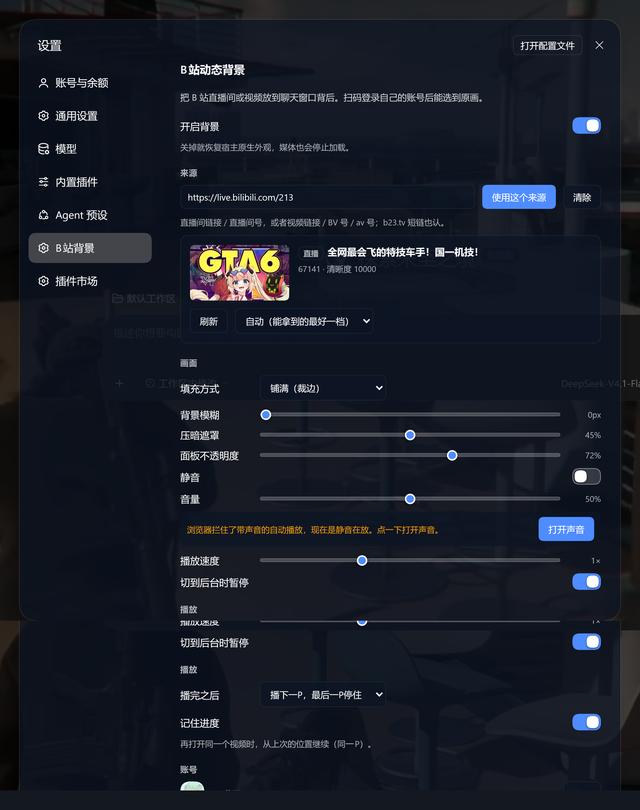 设置
打开配置文件
账号与余额
通用设置
模型
内置插件
Agent 预设
B站背景
插件市场
B站动态背景
把 B 站直播间或视频放到聊天窗口背后。扫码登录自己的账号后能选到原画。
开启背景
关掉就恢复宿主原生外观，媒体也会停止加载。
来源
https://live.bilibili.com/213
使用这个来源
清除
直播间链接 / 直播间号，或者视频链接 / BV 号 / av 号；b23.tv 短链也认。
GTA6
直播
全网最会飞的特技车手！国一机技！
67141 · 清晰度 10000
刷新
自动（能拿到的最好一档）
默认工作区
画面
填充方式
铺满（裁边）
DeepSeek-V4.1-Fla
背景模糊
0px
压暗遮罩
45%
面板不透明度
72%
静音
音量
50%
浏览器拦住了带声音的自动播放，现在是静音在放。点一下打开声音。
打开声音
播放速度
1×
切到后台时暂停
播放
播放速度
1×
切到后台时暂停
播放
播完之后
播下一P，最后一P停住
记住进度
再打开同一个视频时，从上次的位置继续（同一P）。
账号